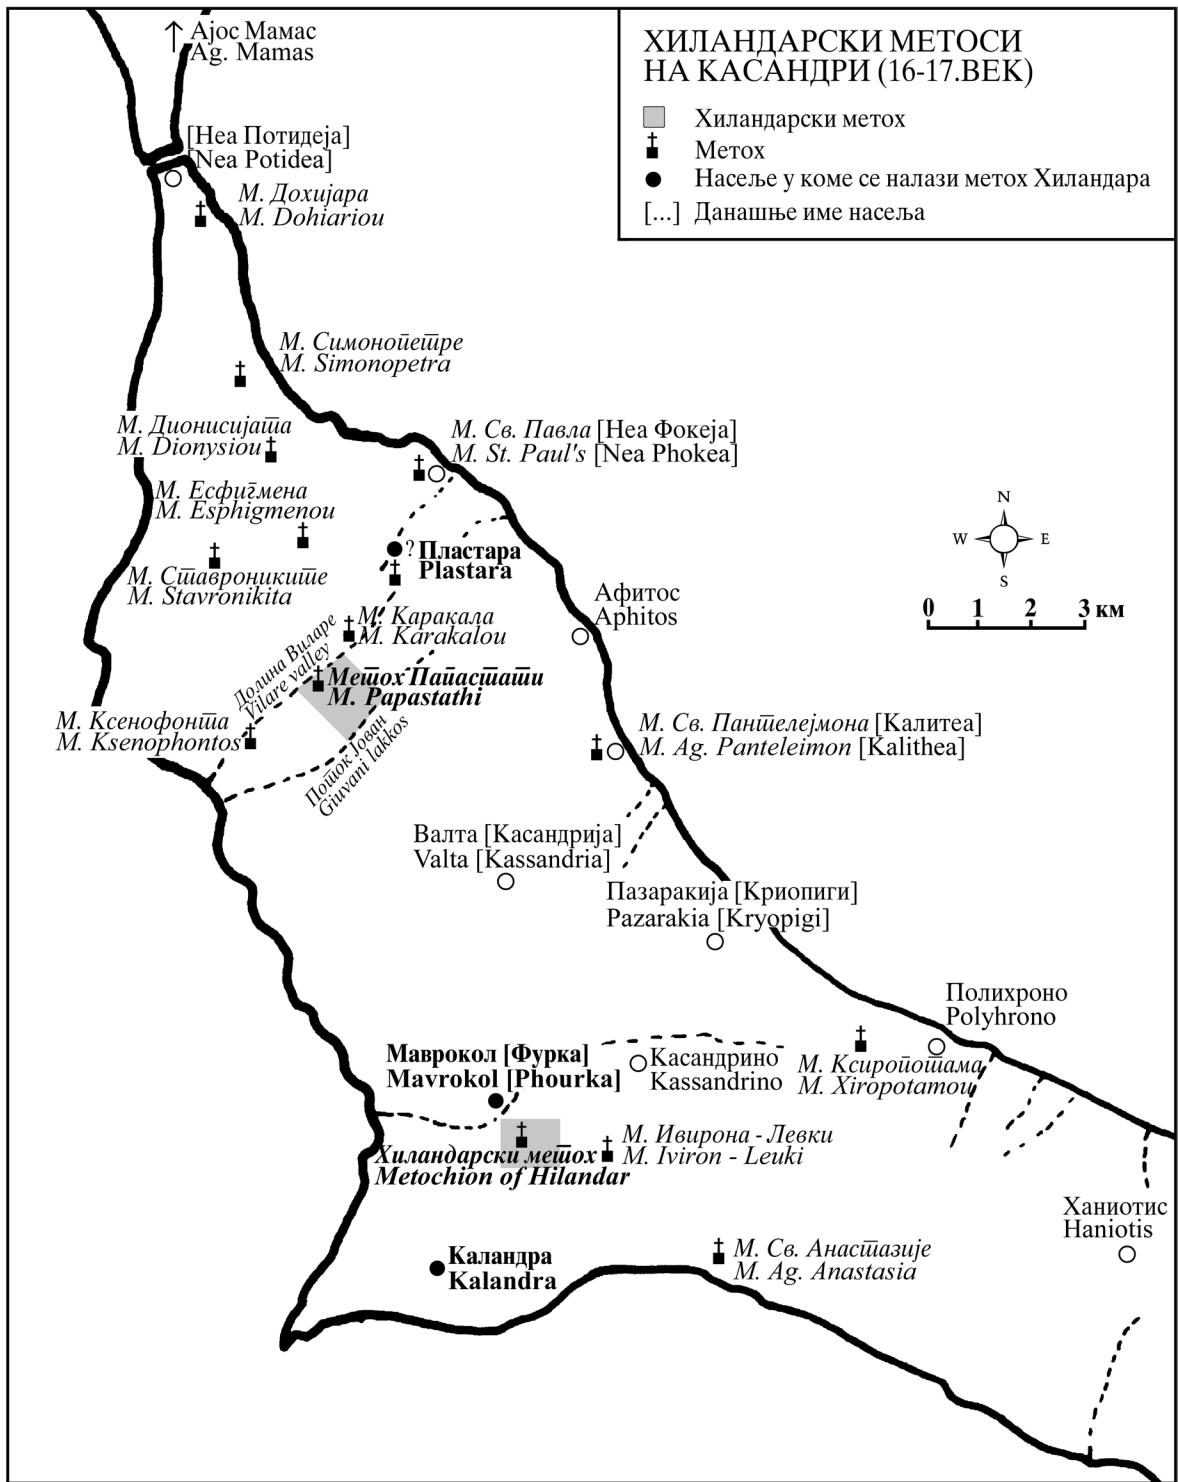 ХИЛАНДАРСКИ МЕТОСИ
НА КАСАНДРИ (16-17.ВЕК)
Хиландарски метох
Метох
Насеље у коме се налази метох Хиландара
[...] Данашње име насеља
Ајос Мамас
Ag. Mamas
[Неа Потидеја]
[Nea Potidea]
М. Дохијара
M. Dohiariou
М. Симонопетре
M. Simonopetra
М. Дионисијата
M. Dionysiou
М. Св. Павла [Неа Фокеја]
M. St. Paul's [Nea Phokea]
М. Есфигмена
M. Esphigmenou
N
W E
S
? Пластара
Plastara
М. Ставрониките
M. Stavronikita
Афитос
Aphitos
0 1 2 3 км
М. Каракала
M. Karakalou
Долина Виларе
Vilare valley
Метох Папастати
M. Papastathi
М. Ксенофонта
M. Ksenophontos
Поток Јован
Giuvani lakkos
М. Св. Пантелејмона [Калитеа]
M. Ag. Panteleimon [Kalithea]
Валта [Касандрија]
Valta [Kassandria]
Пазаракија [Криопиги]
Pazarakia [Kryopigi]
Полихроно
Polyhrono
Маврокол [Фурка]
Mavrokol [Phourka]
Касандрино
Kassandrino
М. Ксиропотама
M. Xiropotamou
Хиландарски метох
Metochion of Hilandar
М. Ивирона - Левки
M. Iviron - Leuki
Ханиотис
Haniotis
Каландра
Kalandra
М. Св. Анастазије
M. Ag. Anastasia